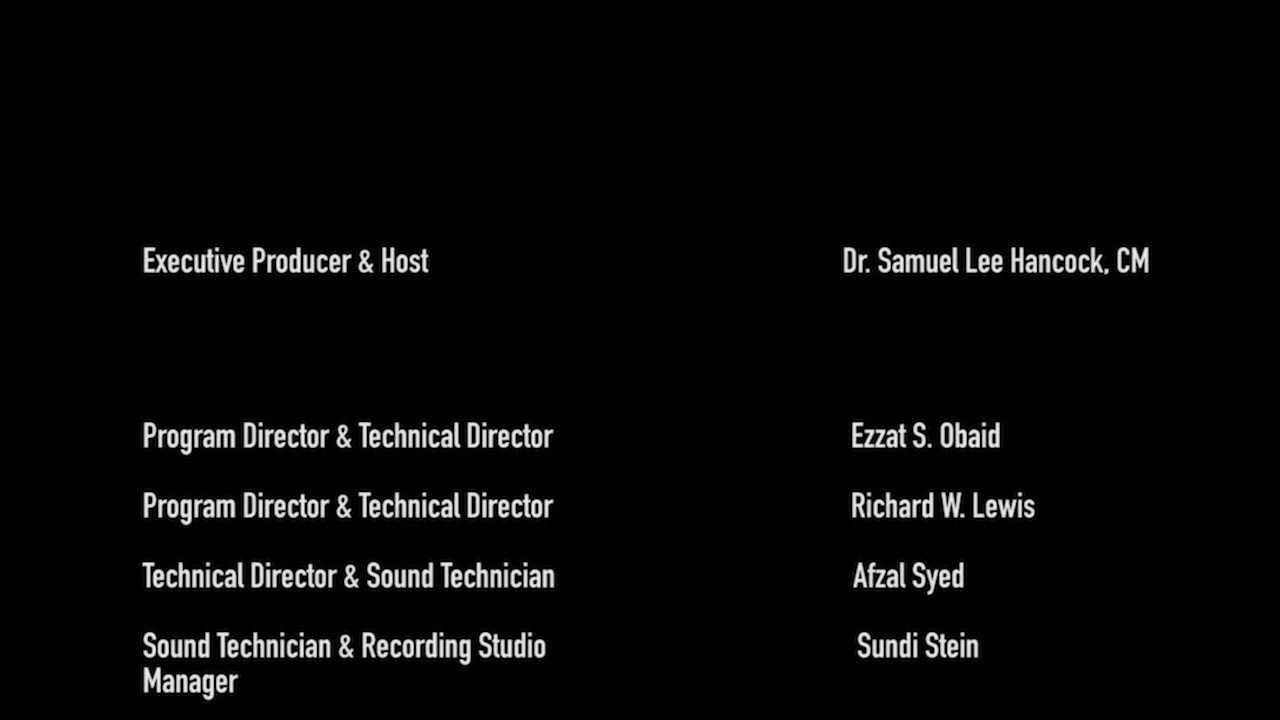 Executive Producer & Host Dr. Samuel Lee Hancock, CM
Program Director & Technical Director Ezzat S. Obaid
Program Director & Technical Director Richard W. Lewis
Technical Director & Sound Technician Afzal Syed
Sound Technician & Recording Studio Sundi Stein
Manager